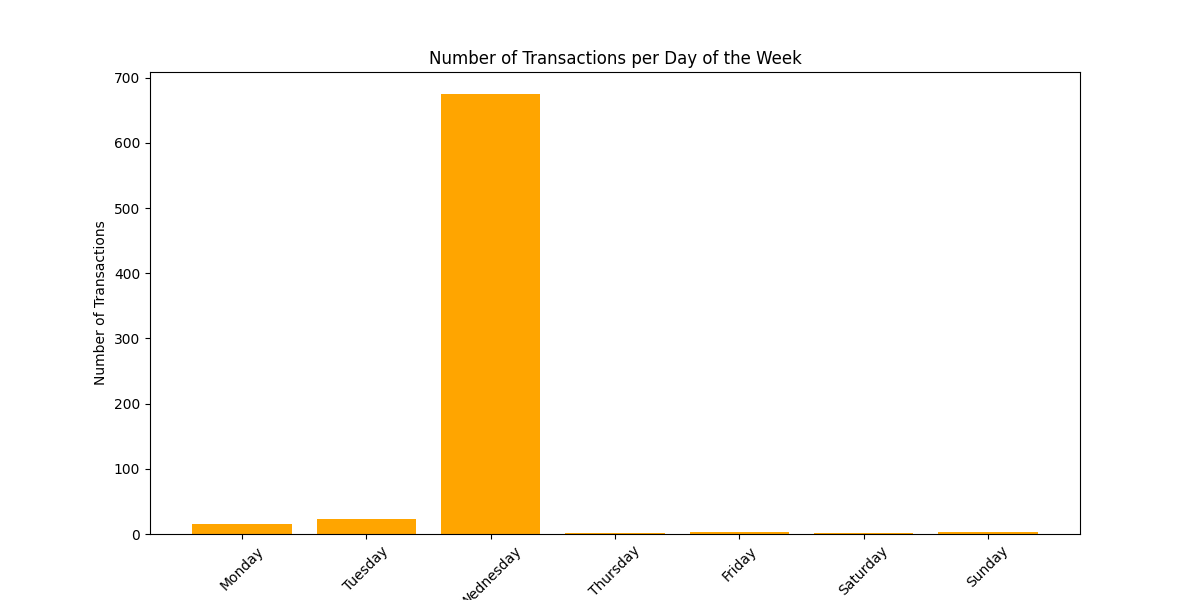 Number of Transactions per Day of the Week
Number of Transactions
700
600
500
400
300
200
100
0
Monday
Tuesday
Wednesday
Thursday
Friday
Saturday
Sunday